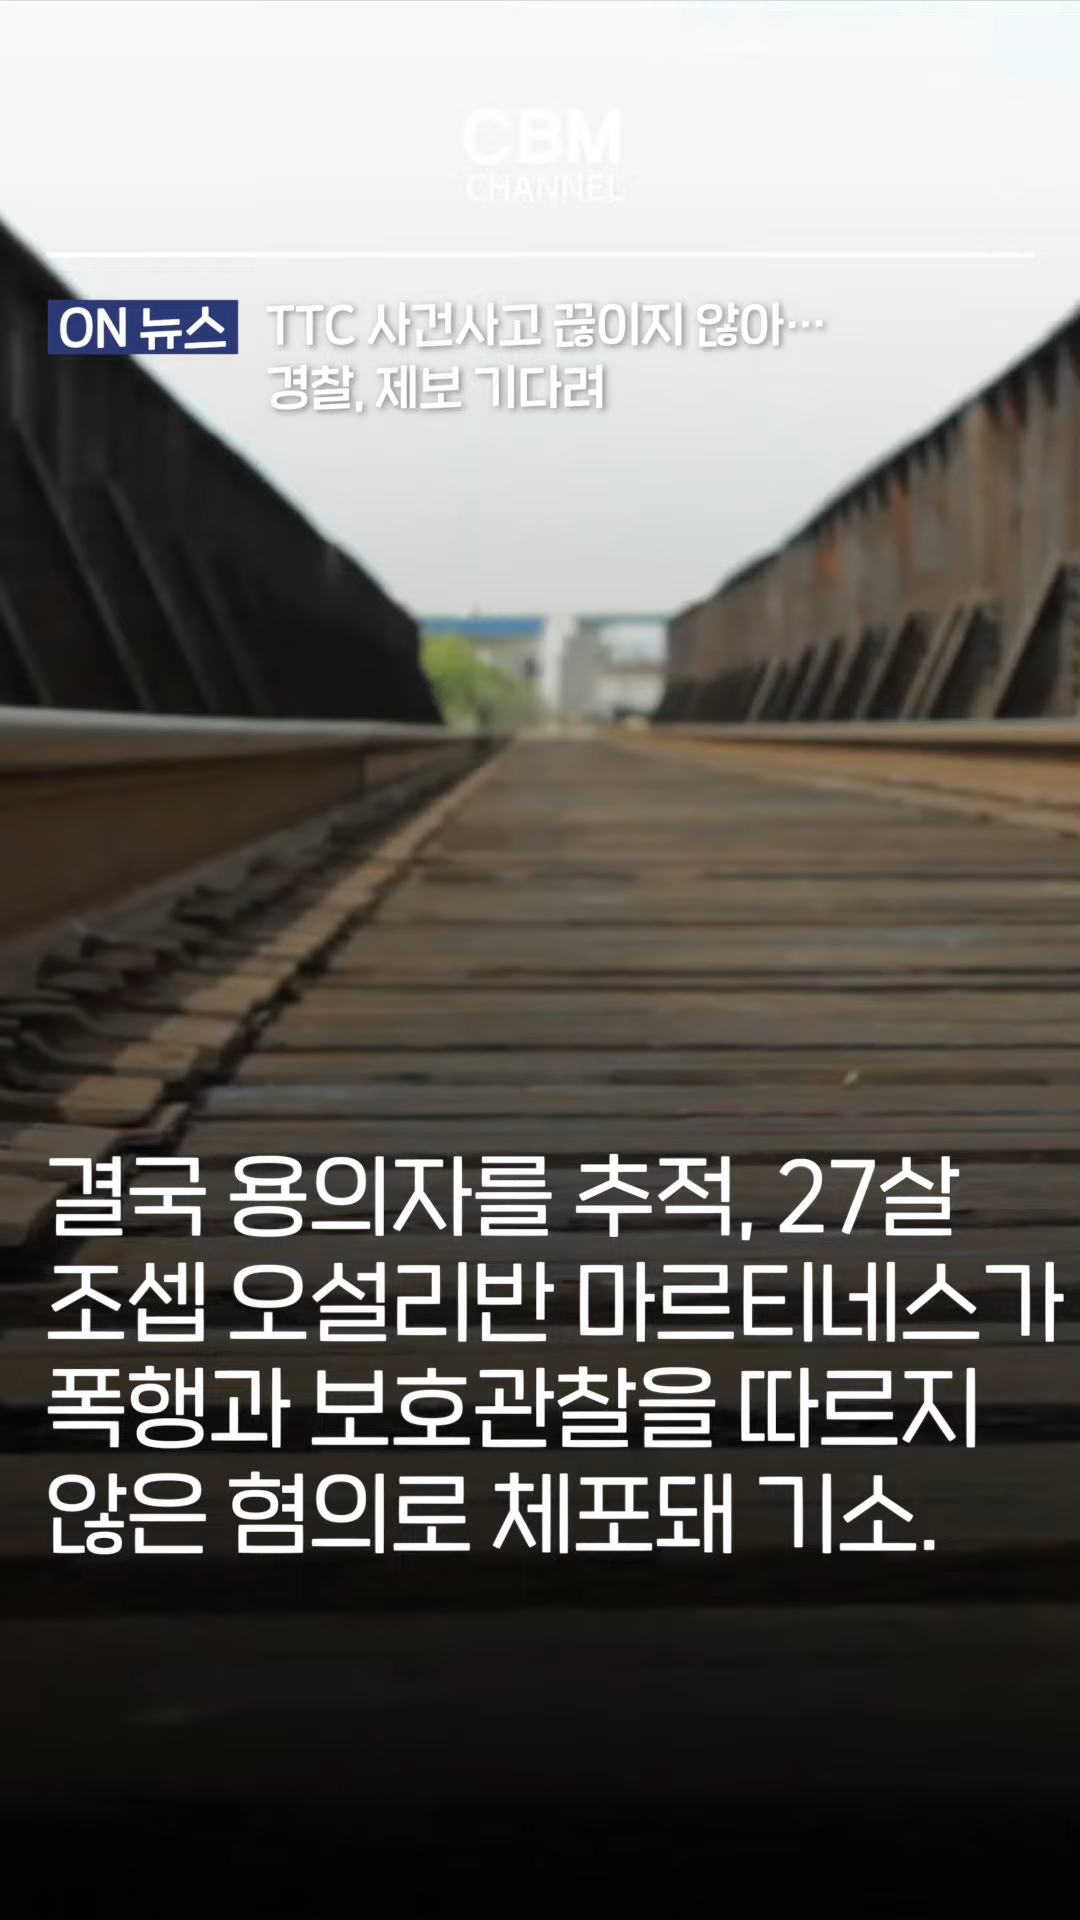 CBM
CHANNEL
ON 뉴스
TTC 사건사고 끊이지 않아…
경찰, 제보 기다려
결국 용의자를 추적, 27살
조셉 오설리반 마르티네스가
폭행과 보호관찰을 따르지
않은 혐의로 체포돼 기소.